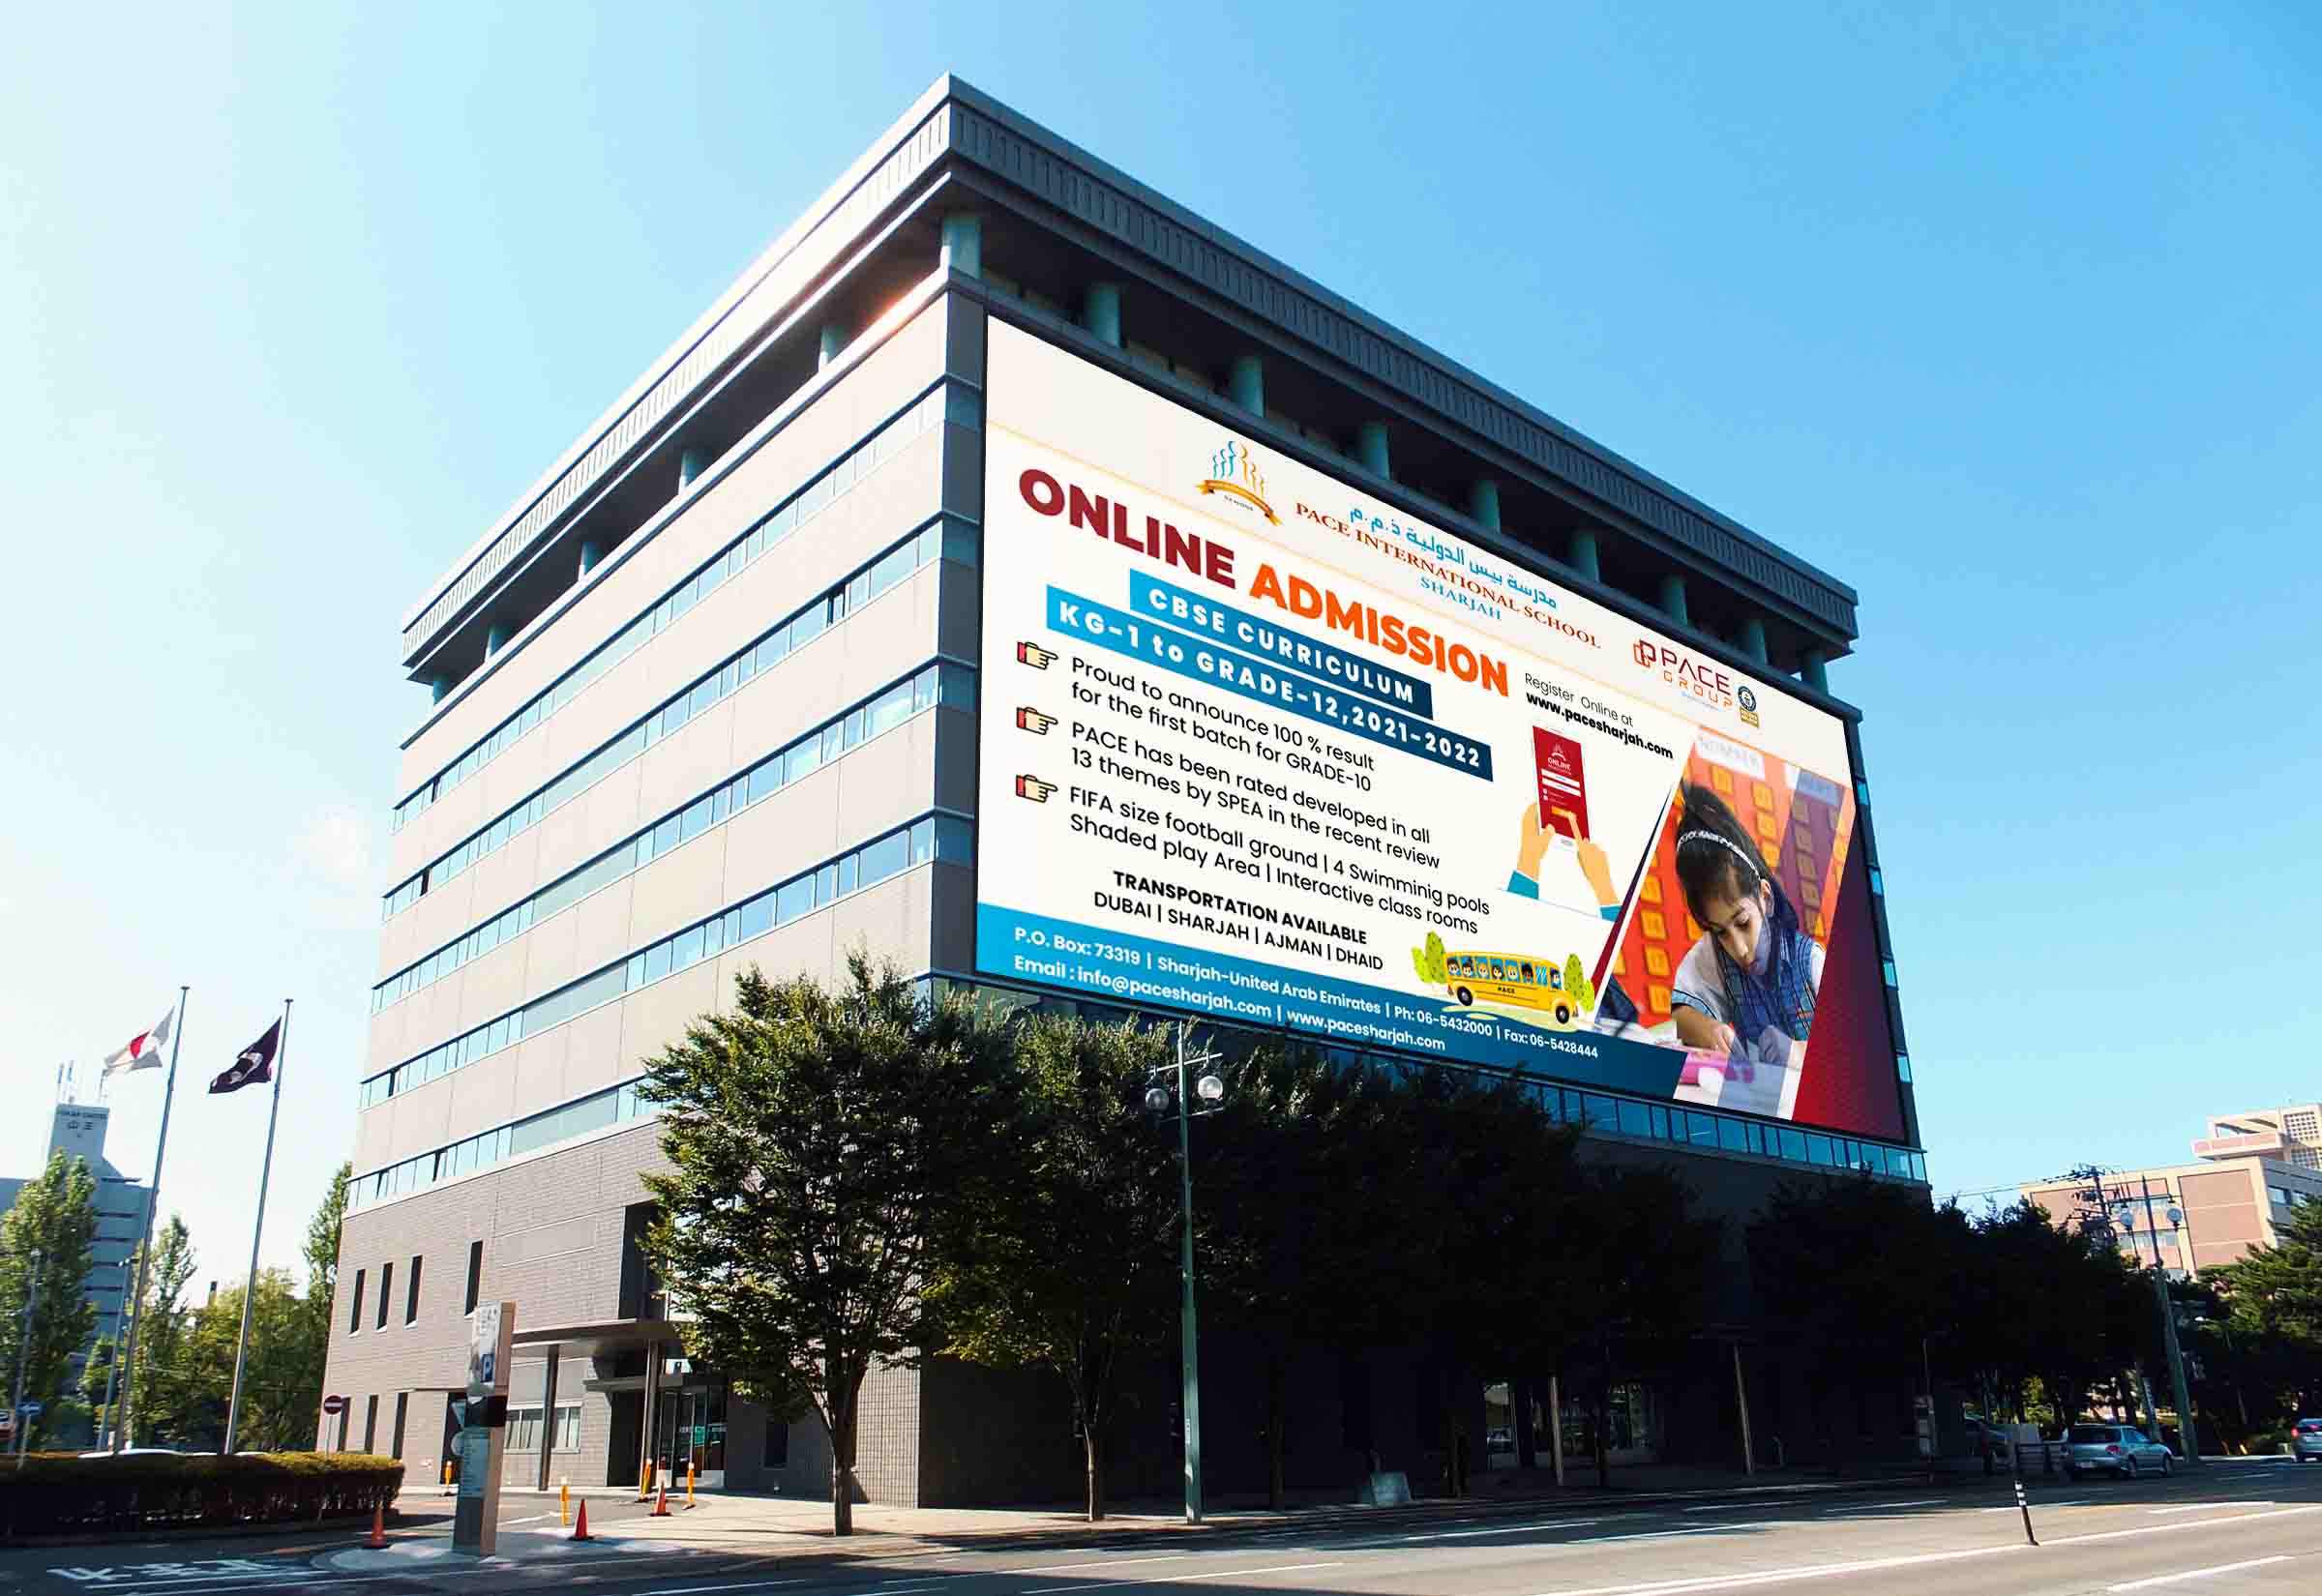 مدرسة بيس الدولية ذ.م.م
PACE INTERNATIONAL SCHOOL
SHARJAH
PACE
GROUP
ONLINE ADMISSION
CBSE CURRICULUM
KG-1 to GRADE-12,2021-2022
Register Online at
www.pacesharjah.com
ONLINE
Proud to announce 100 % result
for the first batch for GRADE-10
PACE has been rated developed in all
13 themes by SPEA in the recent review
FIFA size football ground | 4 Swimming pools
Shaded play Area | Interactive class rooms
TRANSPORTATION AVAILABLE
DUBAI | SHARJAH | AJMAN | DHAID
PACE
P.O. Box: 73319 | Sharjah-United Arab Emirates | Ph: 06-5432000 | Fax: 06-5428444
Email : info@pacesharjah.com | www.pacesharjah.com
P